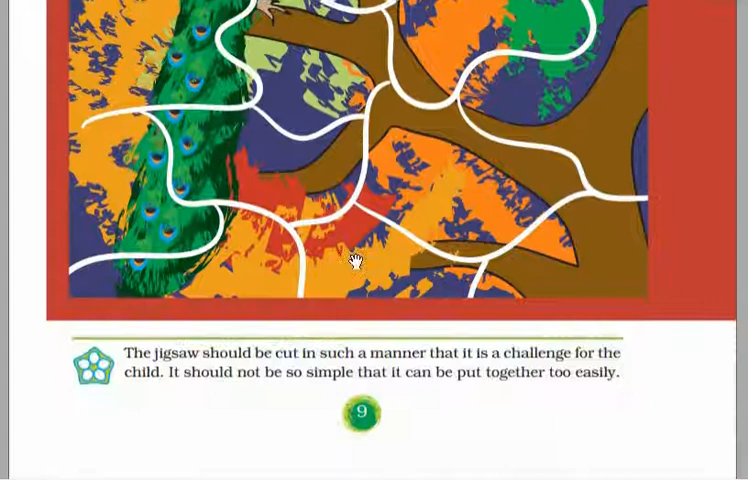 The jigsaw should be cut in such a manner that it is a challenge for the
child. It should not be so simple that it can be put together too easily.
9